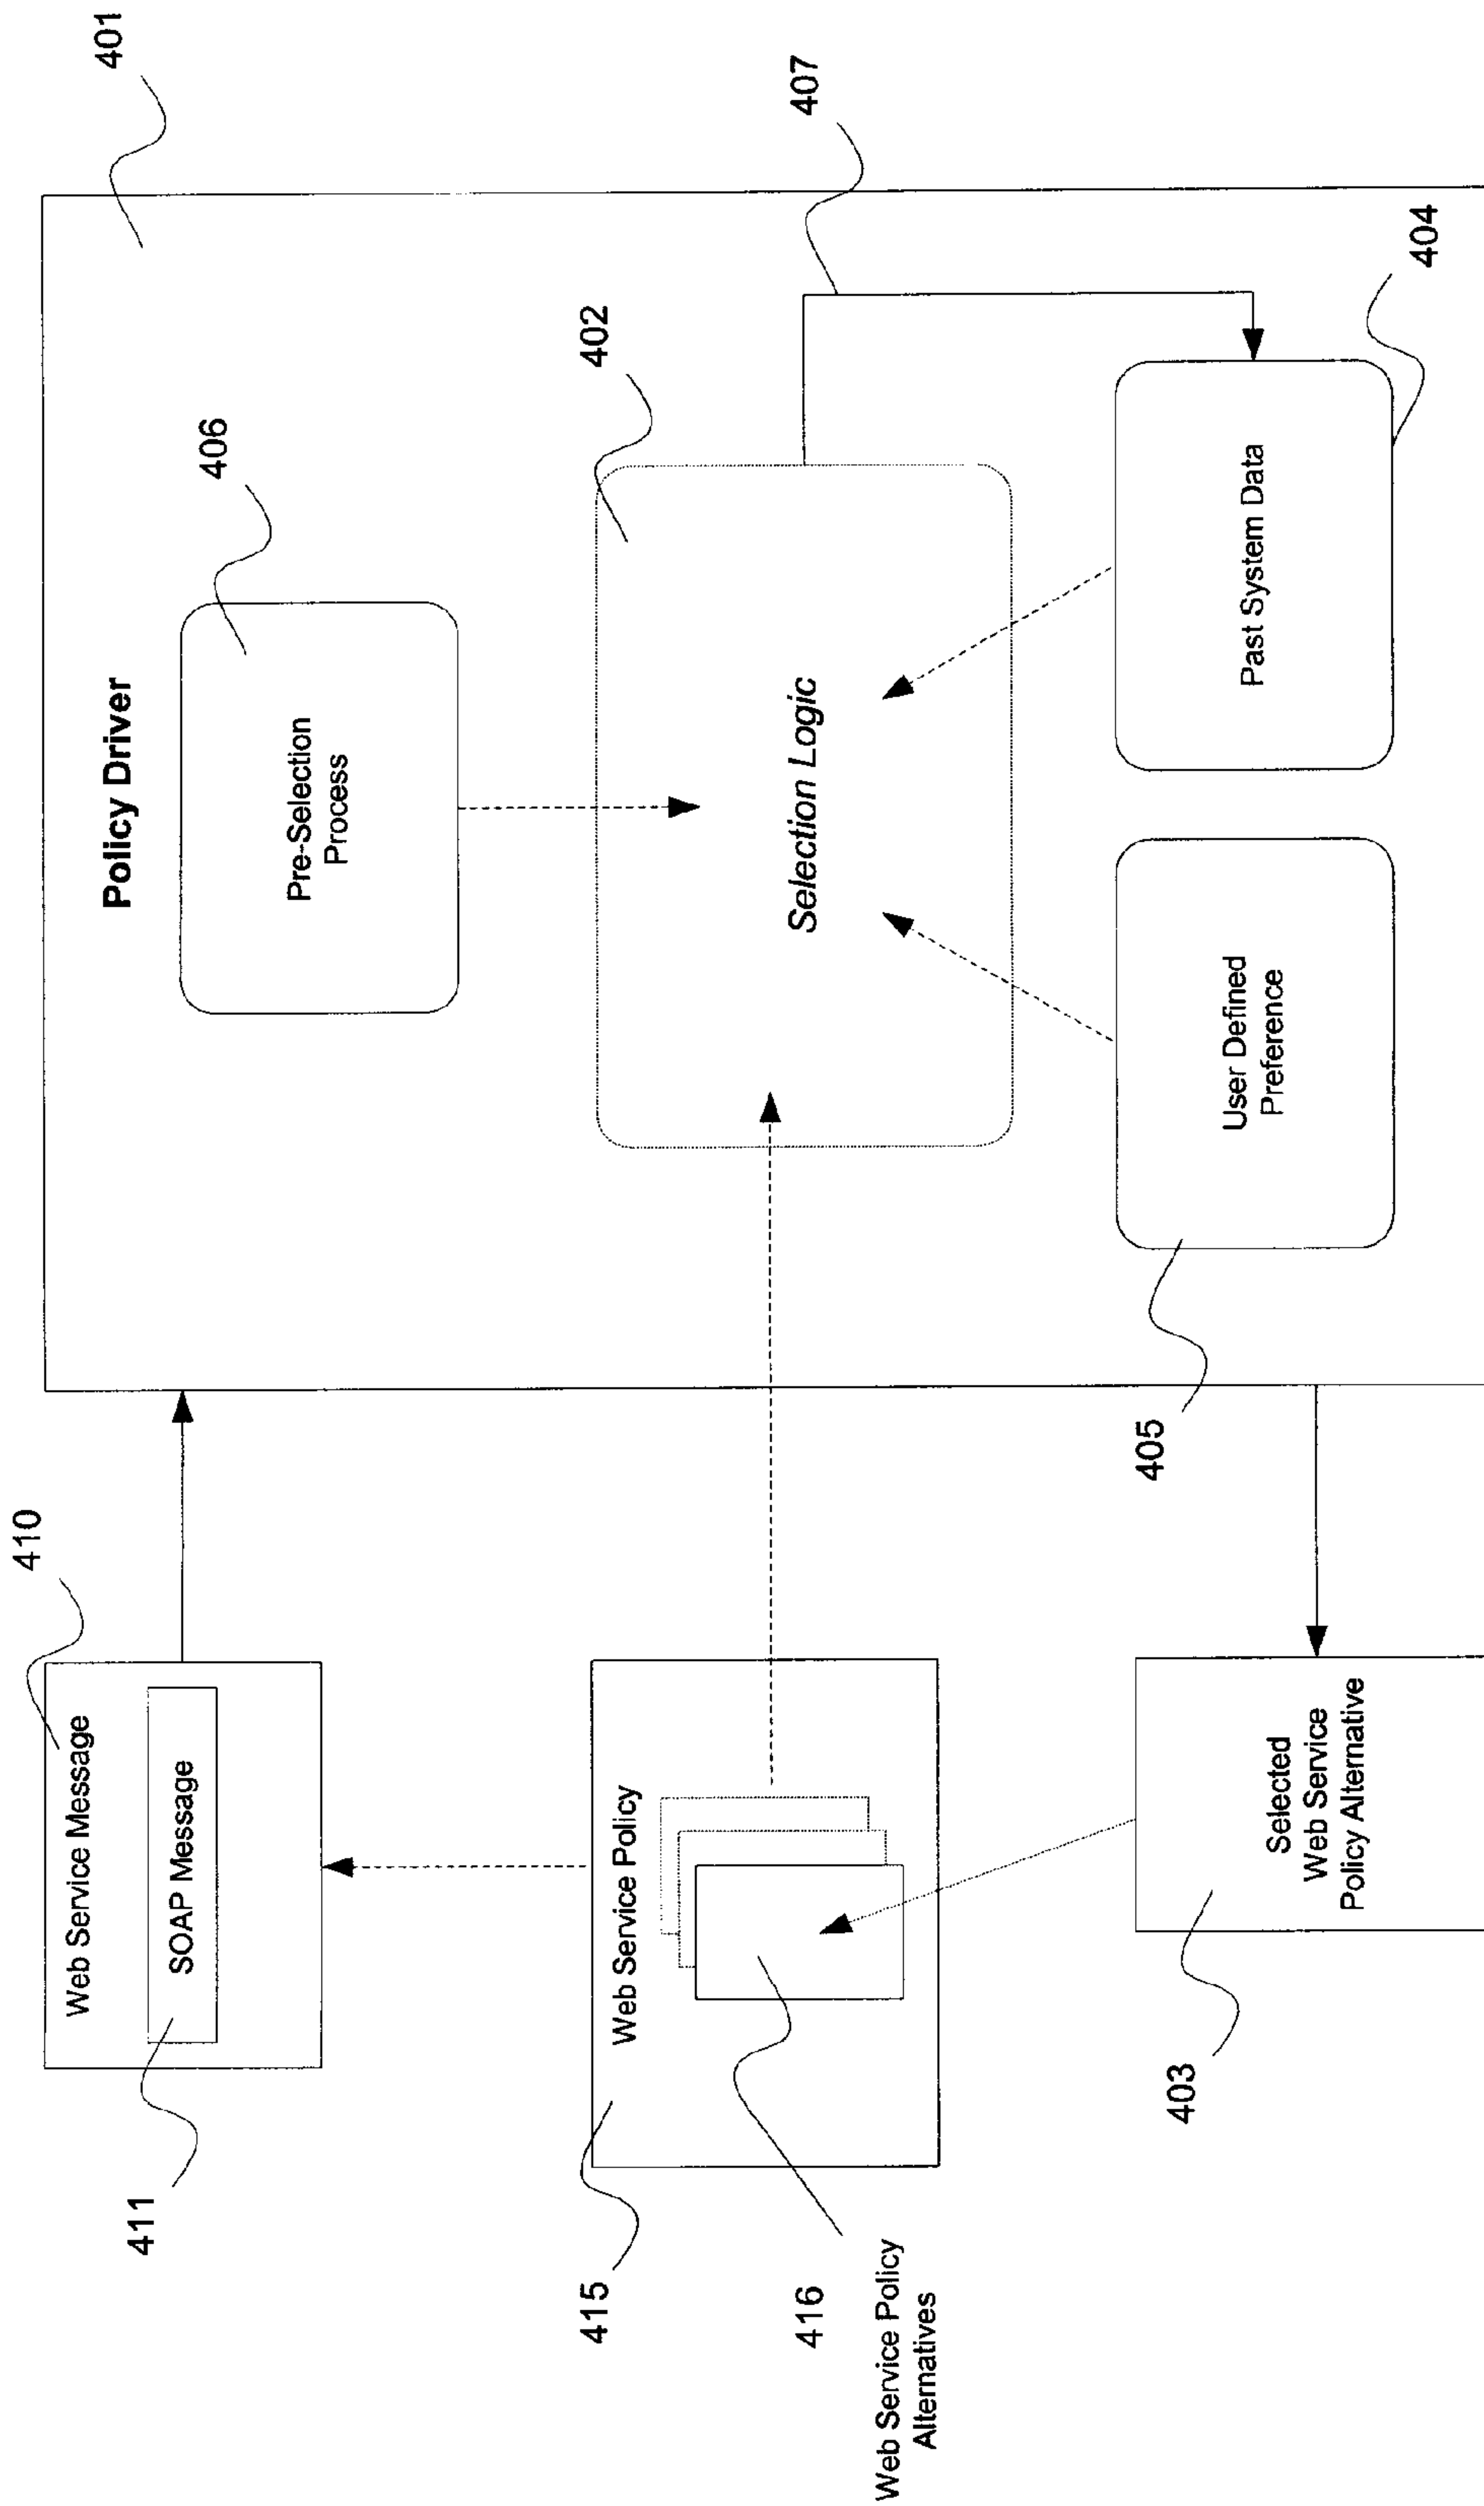 410
Web Service Message
SOAP Message
411
Web Service Policy
415
416
Web Service Policy
Alternatives
Selected
Web Service
Policy Alternative
403
401
Policy Driver
406
Pre-Selection
Process
402
Selection Logic
407
User Defined
Preference
405
Past System Data
404